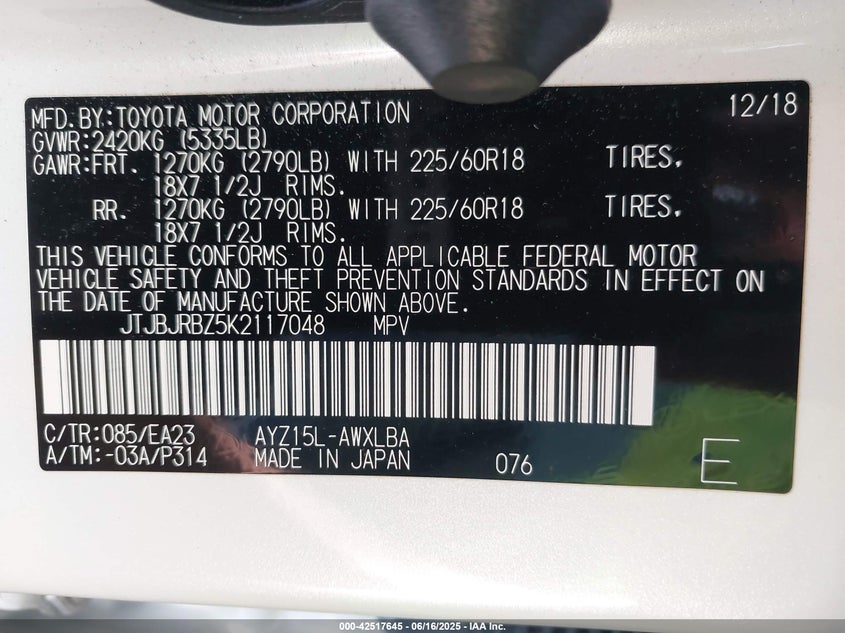 MFD.BY:TOYOTA MOTOR CORPORATION 12/18
GVWR:2420KG (5335LB)
GAWR:FRT. 1270KG (2790LB) WITH 225/60R18 TIRES.
18X7 1/2J RIMS.
RR. 1270KG (2790LB) WITH 225/60R18 TIRES.
18X7 1/2J RIMS.
THIS VEHICLE CONFORMS TO ALL APPLICABLE FEDERAL MOTOR
VEHICLE SAFETY AND THEFT PREVENTION STANDARDS IN EFFECT ON
THE DATE OF MANUFACTURE SHOWN ABOVE.
JTJBJRBZ5K2117048 MPV
C/TR:085/EA23 AYZ15L-AWXLBA
A/TM:-03A/P314 MADE IN JAPAN 076 E
000-42517645 - 06/16/2025 - IAA Inc.